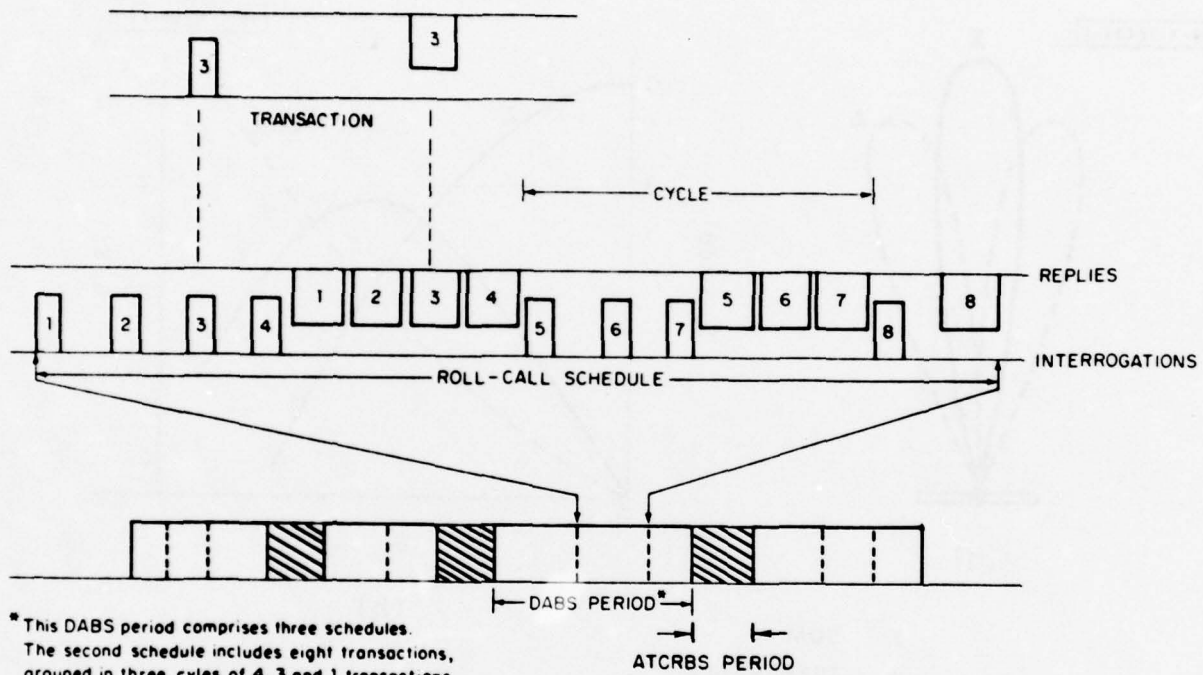 3 3
TRANSACTION
CYCLE
REPLIES
1 2 3 4 1 2 3 4 5 6 7 5 6 7 8 8
INTERROGATIONS
ROLL-CALL SCHEDULE
DABS PERIOD*
ATCRBS PERIOD
* This DABS period comprises three schedules.
The second schedule includes eight transactions,
grouped in three cyles of 4, 3 and 1 transactions